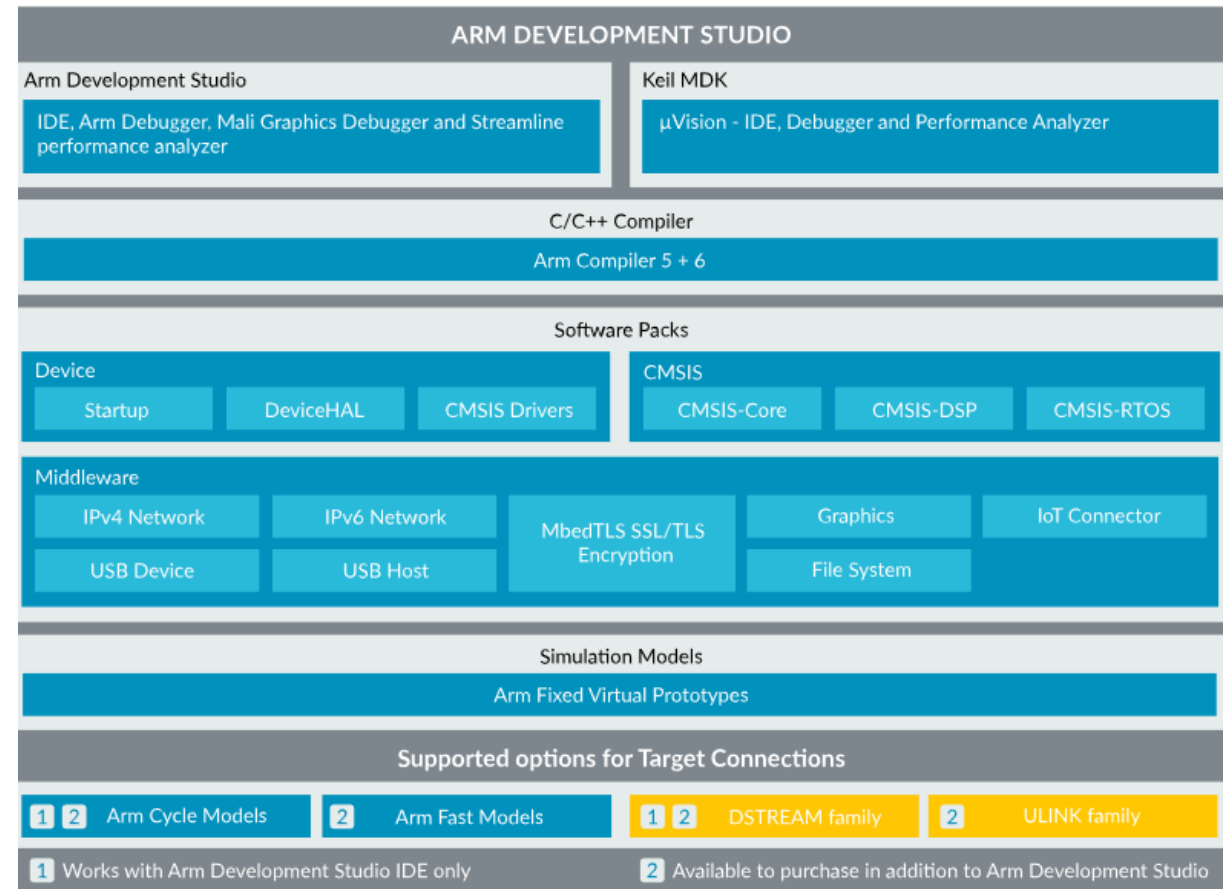 ARM DEVELOPMENT STUDIO
Arm Development Studio
IDE, Arm Debugger, Mali Graphics Debugger and Streamline
performance analyzer
Keil MDK
µVision - IDE, Debugger and Performance Analyzer
C/C++ Compiler
Arm Compiler 5 + 6
Software Packs
Device
Startup
DeviceHAL
CMSIS Drivers
CMSIS
CMSIS-Core
CMSIS-DSP
CMSIS-RTOS
Middleware
IPv4 Network
IPv6 Network
MbedTLS SSL/TLS
Encryption
Graphics
IoT Connector
USB Device
USB Host
File System
Simulation Models
Arm Fixed Virtual Prototypes
Supported options for Target Connections
1 2 Arm Cycle Models
2 Arm Fast Models
1 2 DSTREAM family
2 ULINK family
1 Works with Arm Development Studio IDE only
2 Available to purchase in addition to Arm Development Studio